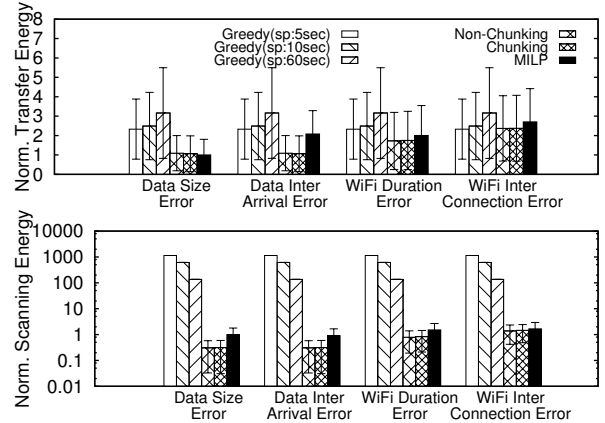 Norm. Transfer Energy
8
7
6
5
4
3
2
1
0
Greedy(sp:5sec)
Greedy(sp:10sec)
Greedy(sp:60sec)
Non-Chunking
Chunking
MILP
Data Size
Error
Data Inter
Arrival Error
WiFi Duration
Error
WiFi Inter
Connection Error
Norm. Scanning Energy
10000
1000
100
10
1
0.1
0.01
Data Size
Error
Data Inter
Arrival Error
WiFi Duration
Error
WiFi Inter
Connection Error